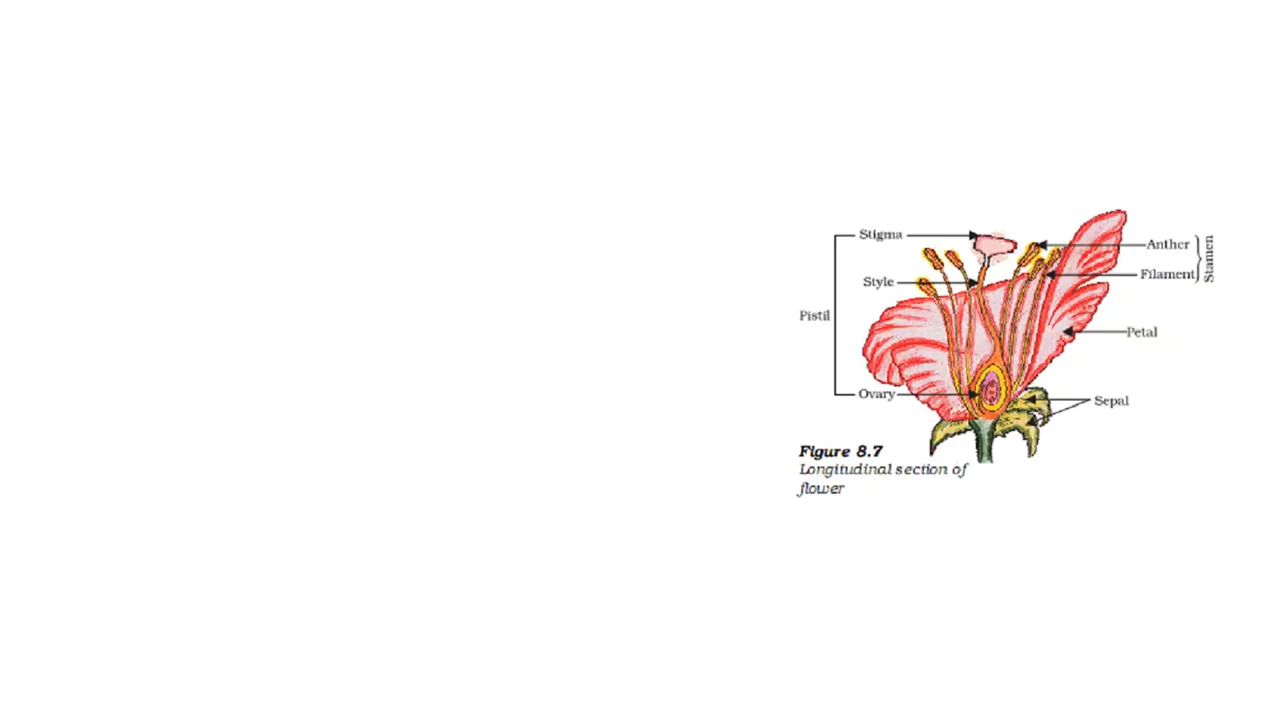 Stigma
Anther
Stamen
Filament
Style
Pistil
Petal
Ovary
Sepal
Figure 8.7
Longitudinal section of
flower